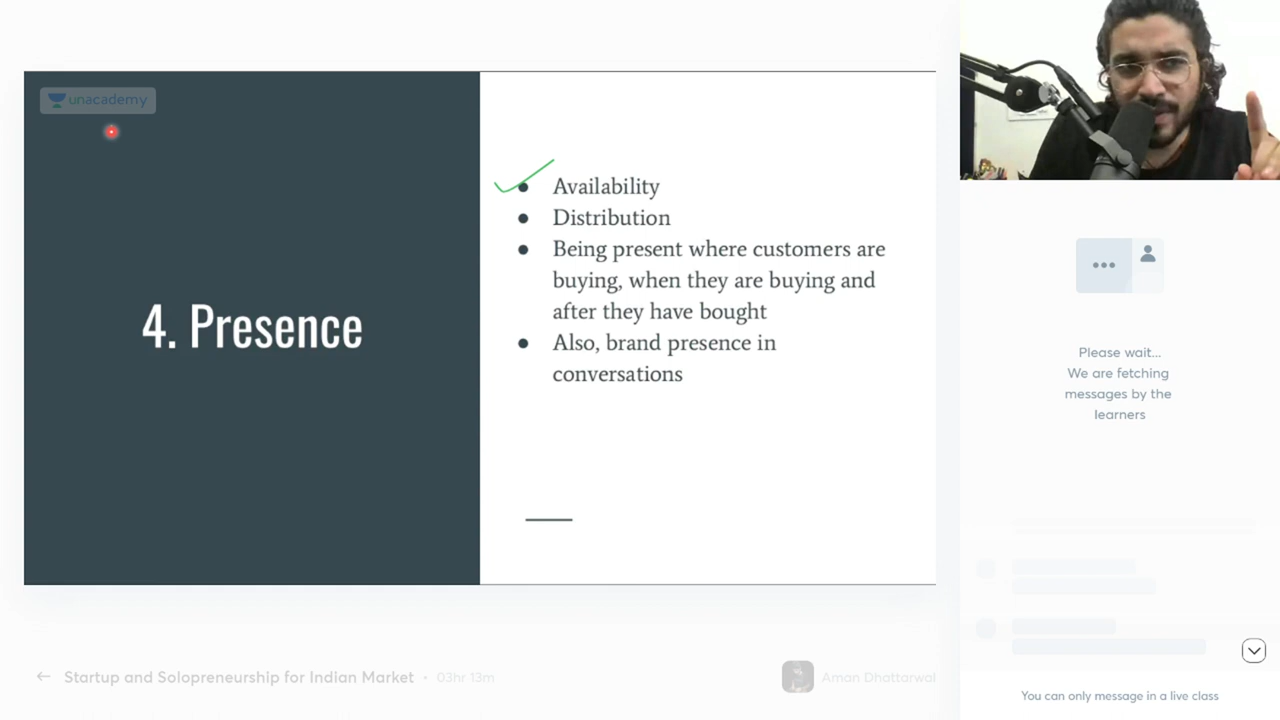 unacademy
4. Presence
Availability
Distribution
Being present where customers are
buying, when they are buying and
after they have bought
Also, brand presence in
conversations
Please wait...
We are fetching
messages by the
learners
Startup and Solopreneurship for Indian Market • 03hr 13m
Aman Dhattarwal
You can only message in a live class